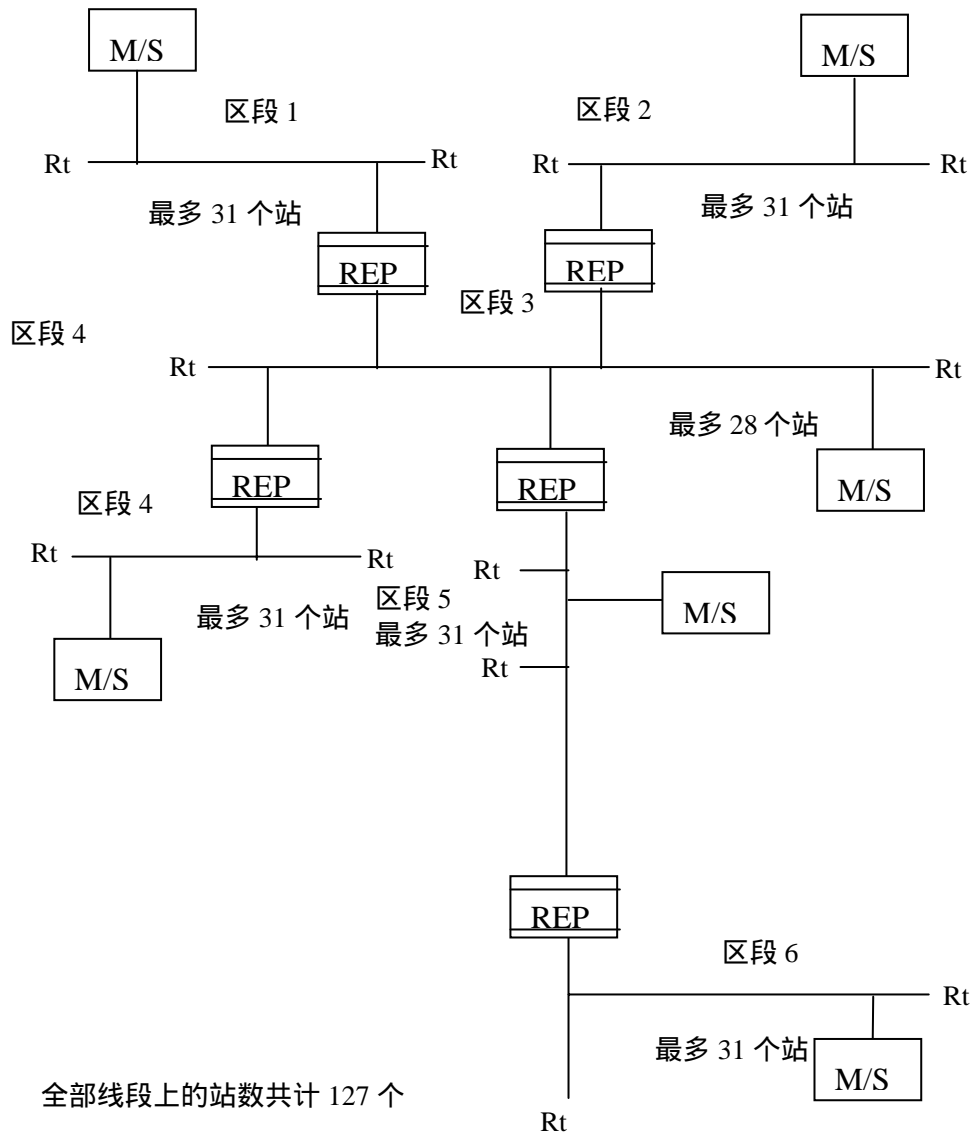 M/S
M/S
区段 1
区段 2
Rt
Rt
Rt
Rt
最多 31 个站
最多 31 个站
REP
REP
区段 3
区段 4
Rt
Rt
最多 28 个站
REP
REP
M/S
区段 4
Rt
Rt
Rt
区段 5
最多 31 个站
M/S
最多 31 个站
Rt
M/S
REP
区段 6
Rt
最多 31 个站
M/S
全部线段上的站数共计 127 个
Rt